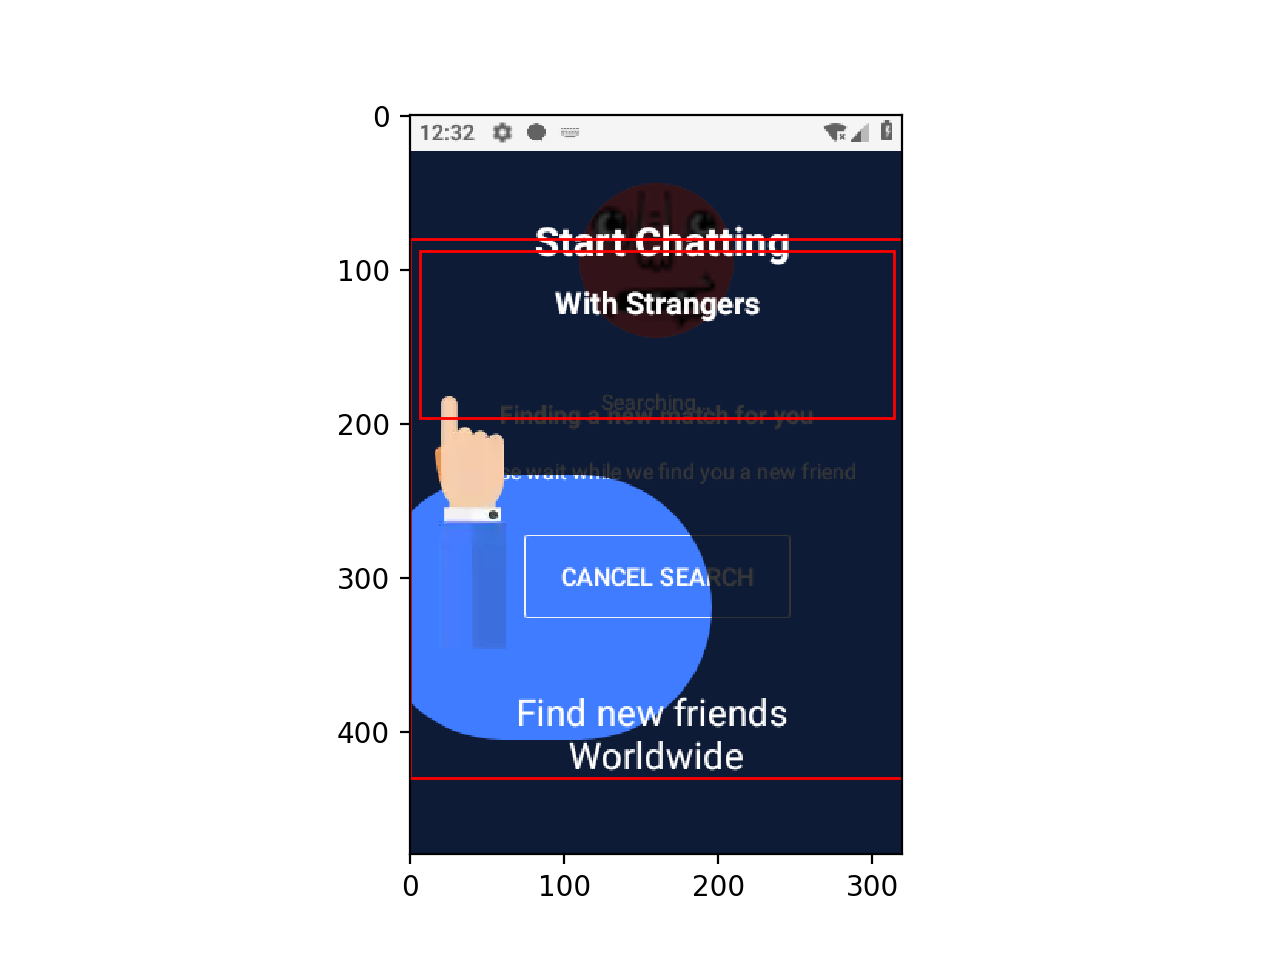 0
12:32
Start Chatting
100
With Strangers
Searching...
200
Finding a new match for you
wait while we find you a new friend
300
CANCEL SEARCH
Find new friends
400
Worldwide
0 100 200 300